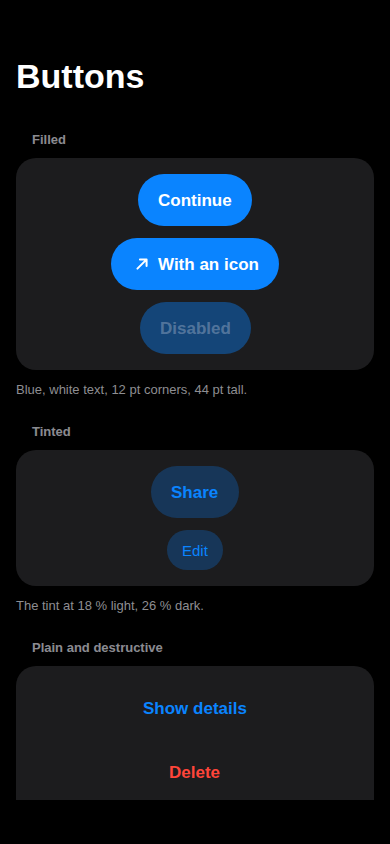 Buttons
Filled
Continue
With an icon
Disabled
Blue, white text, 12 pt corners, 44 pt tall.
Tinted
Share
Edit
The tint at 18 % light, 26 % dark.
Plain and destructive
Show details
Delete